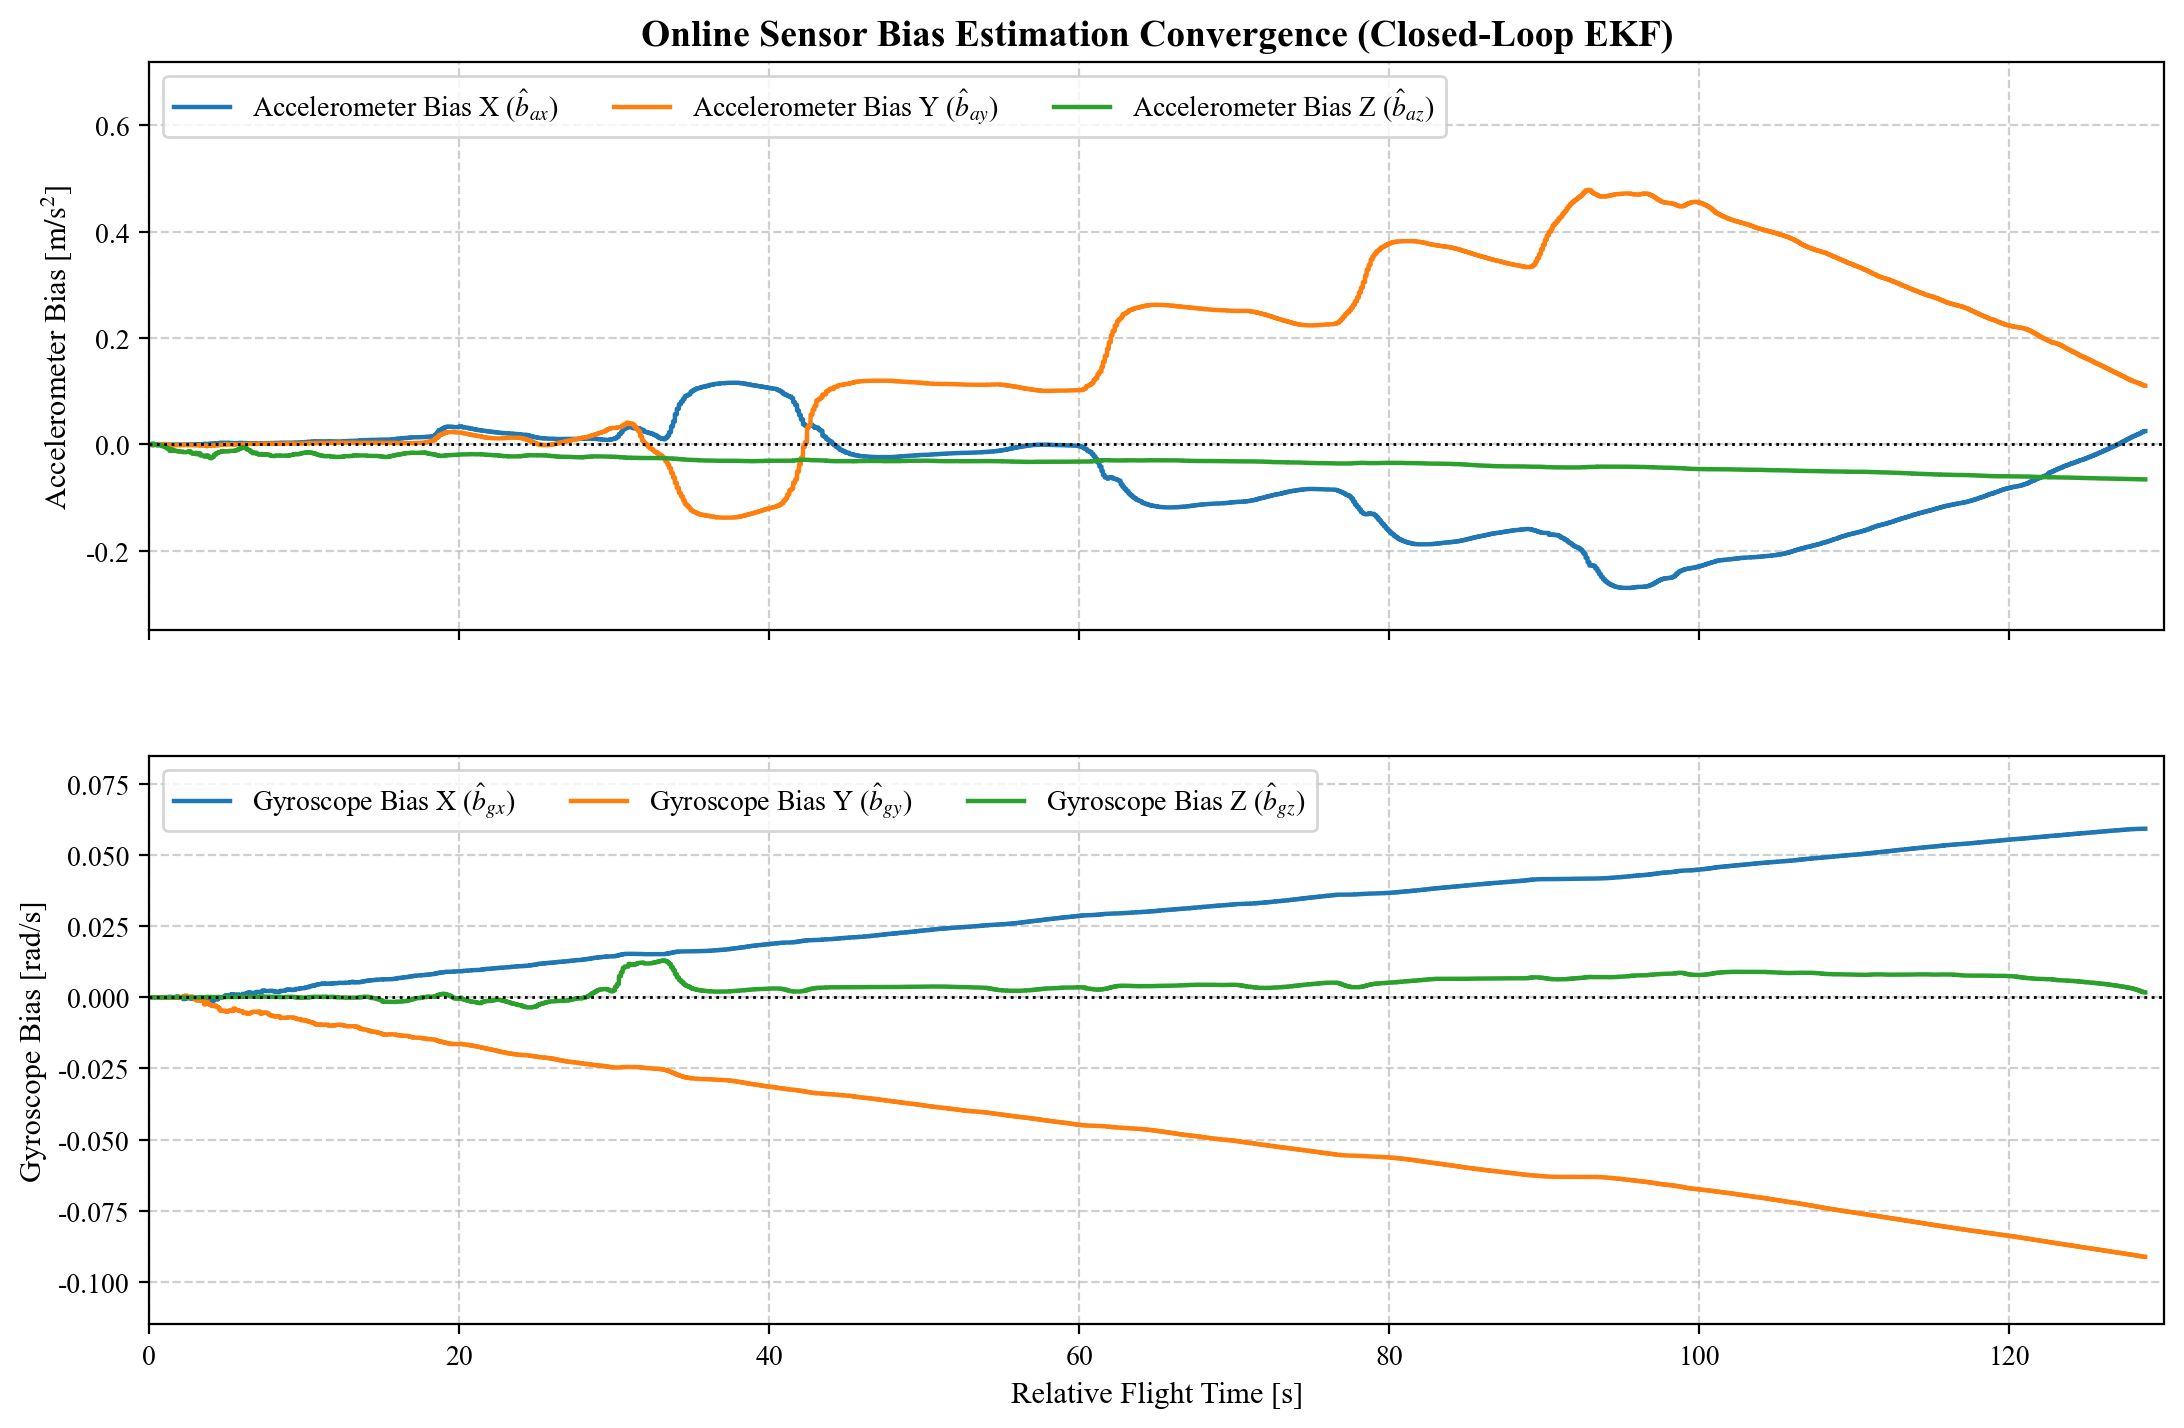 Online Sensor Bias Estimation Convergence (Closed-Loop EKF)
Accelerometer Bias X (b̂ax) Accelerometer Bias Y (b̂ay) Accelerometer Bias Z (b̂az)
Accelerometer Bias [m/s²]
0.6
0.4
0.2
0.0
-0.2
Gyroscope Bias X (b̂gx) Gyroscope Bias Y (b̂gy) Gyroscope Bias Z (b̂gz)
Gyroscope Bias [rad/s]
0.075
0.050
0.025
0.000
-0.025
-0.050
-0.075
-0.100
0 20 40 60 80 100 120
Relative Flight Time [s]